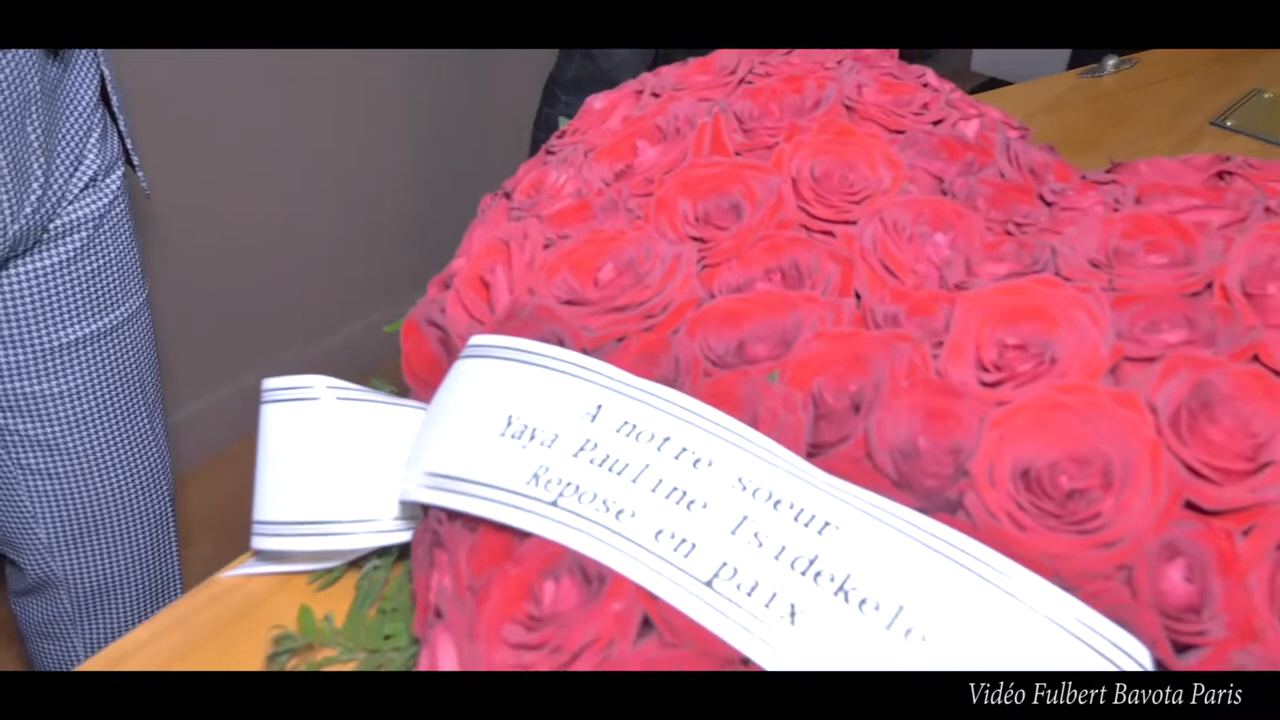 A notre soeur
Yaya Pauline Isidekele
Repose en paix
Vidéo Fulbert Bavota Paris